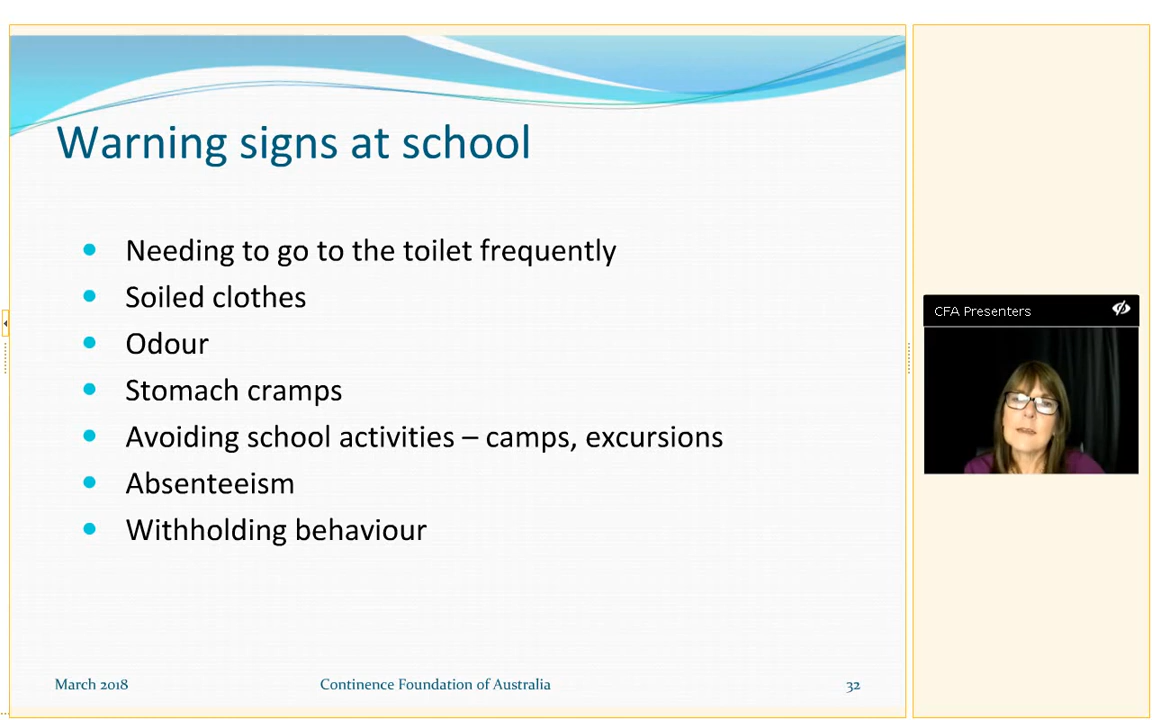 Warning signs at school
Needing to go to the toilet frequently
Soiled clothes
Odour
Stomach cramps
Avoiding school activities – camps, excursions
Absenteeism
Withholding behaviour
March 2018
Continence Foundation of Australia
32
CFA Presenters